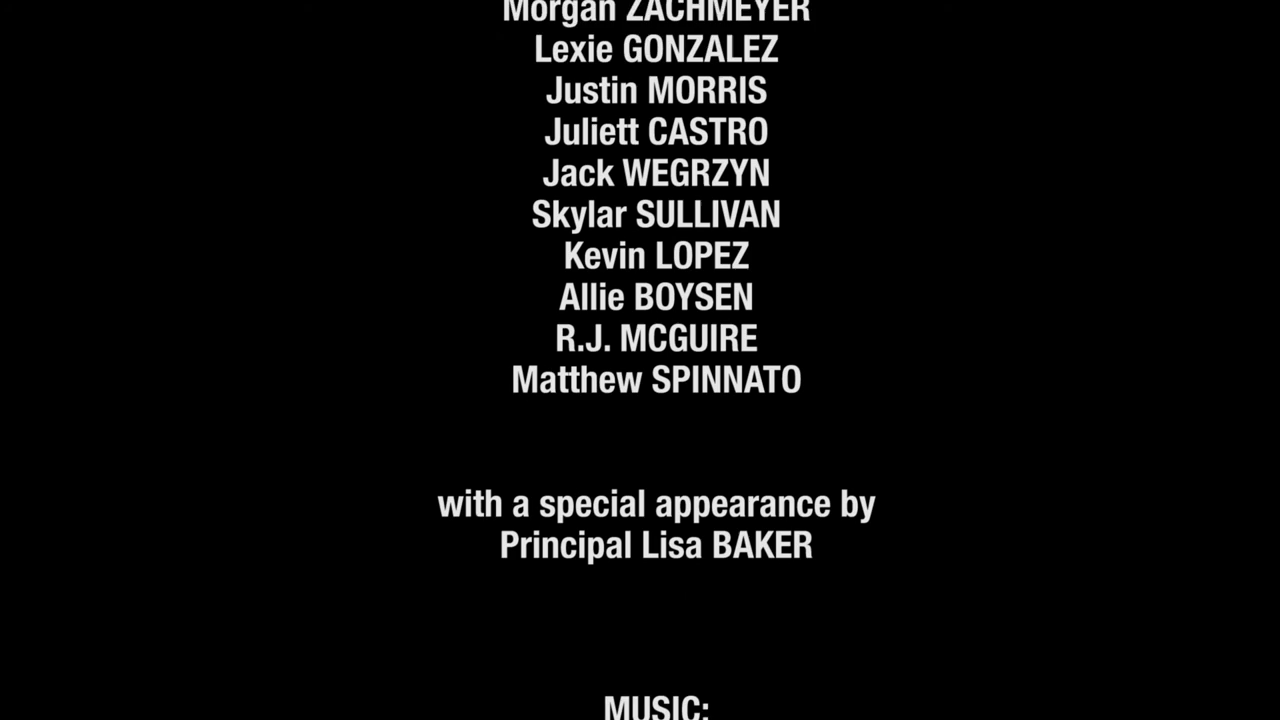 Morgan ZACHMEYER
Lexie GONZALEZ
Justin MORRIS
Juliett CASTRO
Jack WEGRZYN
Skylar SULLIVAN
Kevin LOPEZ
Allie BOYSEN
R.J. MCGUIRE
Matthew SPINNATO
with a special appearance by
Principal Lisa BAKER
MUSIC: